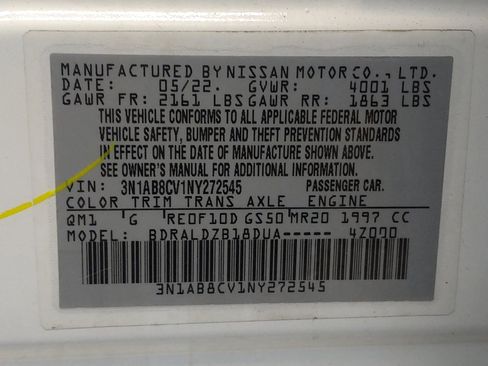 MANUFACTURED BY NISSAN MOTOR CO., LTD.
DATE: 05/22. GVWR: 4001 LBS
GAWR FR: 2161 LBS GAWR RR: 1863 LBS
THIS VEHICLE CONFORMS TO ALL APPLICABLE FEDERAL MOTOR
VEHICLE SAFETY, BUMPER AND THEFT PREVENTION STANDARDS
IN EFFECT ON THE DATE OF MANUFACTURE SHOWN ABOVE.
SEE OWNER'S MANUAL FOR ADDITIONAL INFORMATION.
VIN: 3N1AB8CV1NY272545 PASSENGER CAR.
COLOR TRIM TRANS AXLE ENGINE
QM1 G RE0F10D GS50 MR20 1997 CC
MODEL: BDRALDZB18DUA----- 4Z000
3N1AB8CV1NY272545